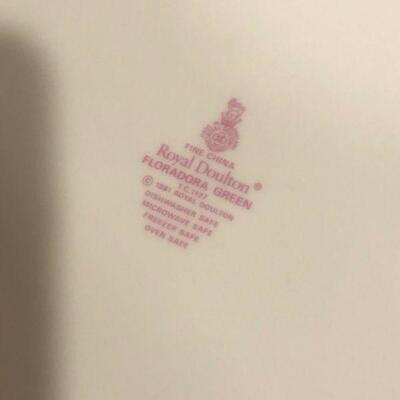 FINE CHINA
Royal Doulton®
FLORADORA GREEN
T.C.1127
© 1981 ROYAL DOULTON
DISHWASHER SAFE
MICROWAVE SAFE
FREEZER SAFE
OVEN SAFE